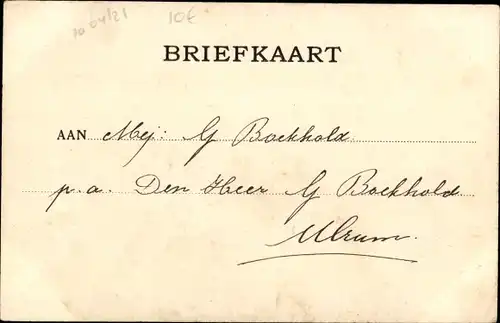 10 04/21 10€
BRIEFKAART
AAN Mej: G Boekhold
p.a. Den Heer G Boekhold
Ulrum.